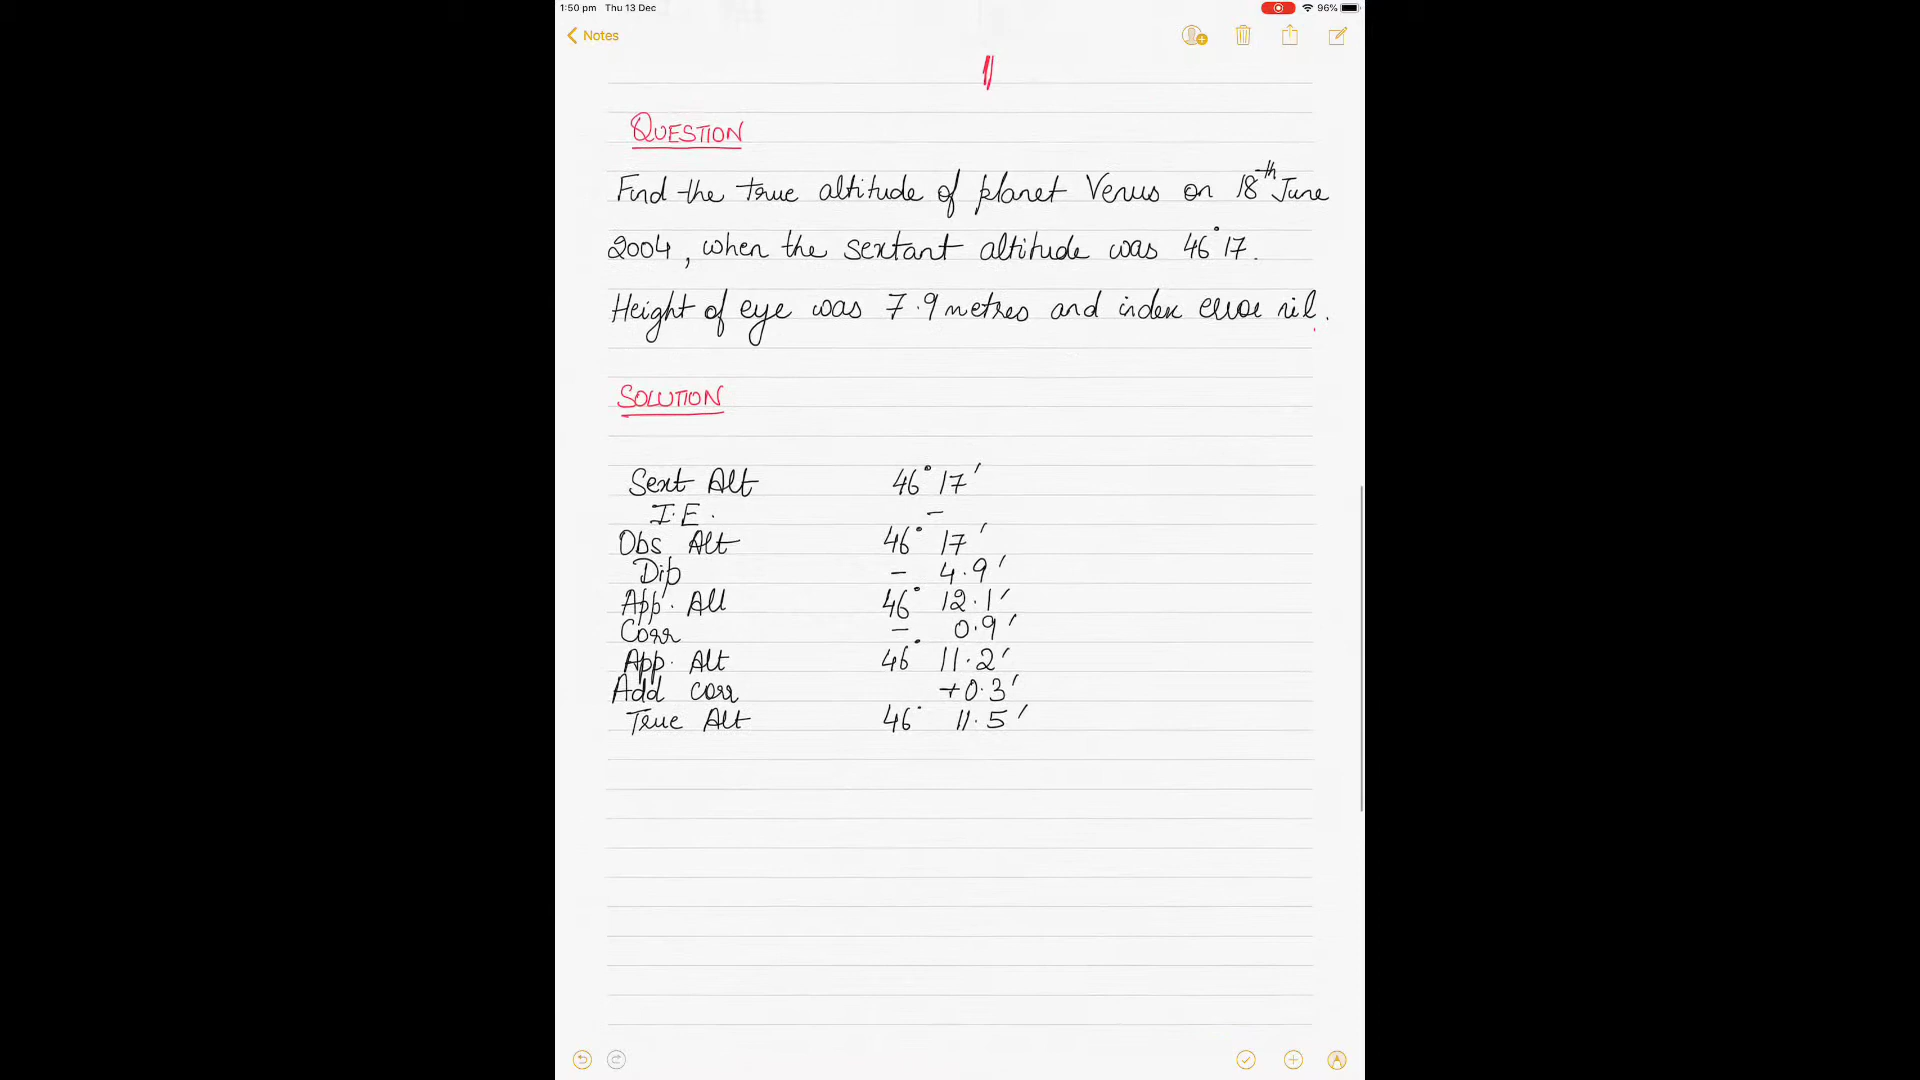 1:50 pm Thu 13 Dec 96%
Notes
QUESTION
Find the true altitude of planet Venus on 18th June
2004, when the sextant altitude was 46°17.
Height of eye was 7.9 metres and index error nil.
SOLUTION
Sext Alt 46° 17'
I.E. -
Obs Alt 46° 17'
Dip - 4.9'
App. Alt 46° 12.1'
Corr - 0.9'
App. Alt 46° 11.2'
Add corr +0.3'
True Alt 46° 11.5'